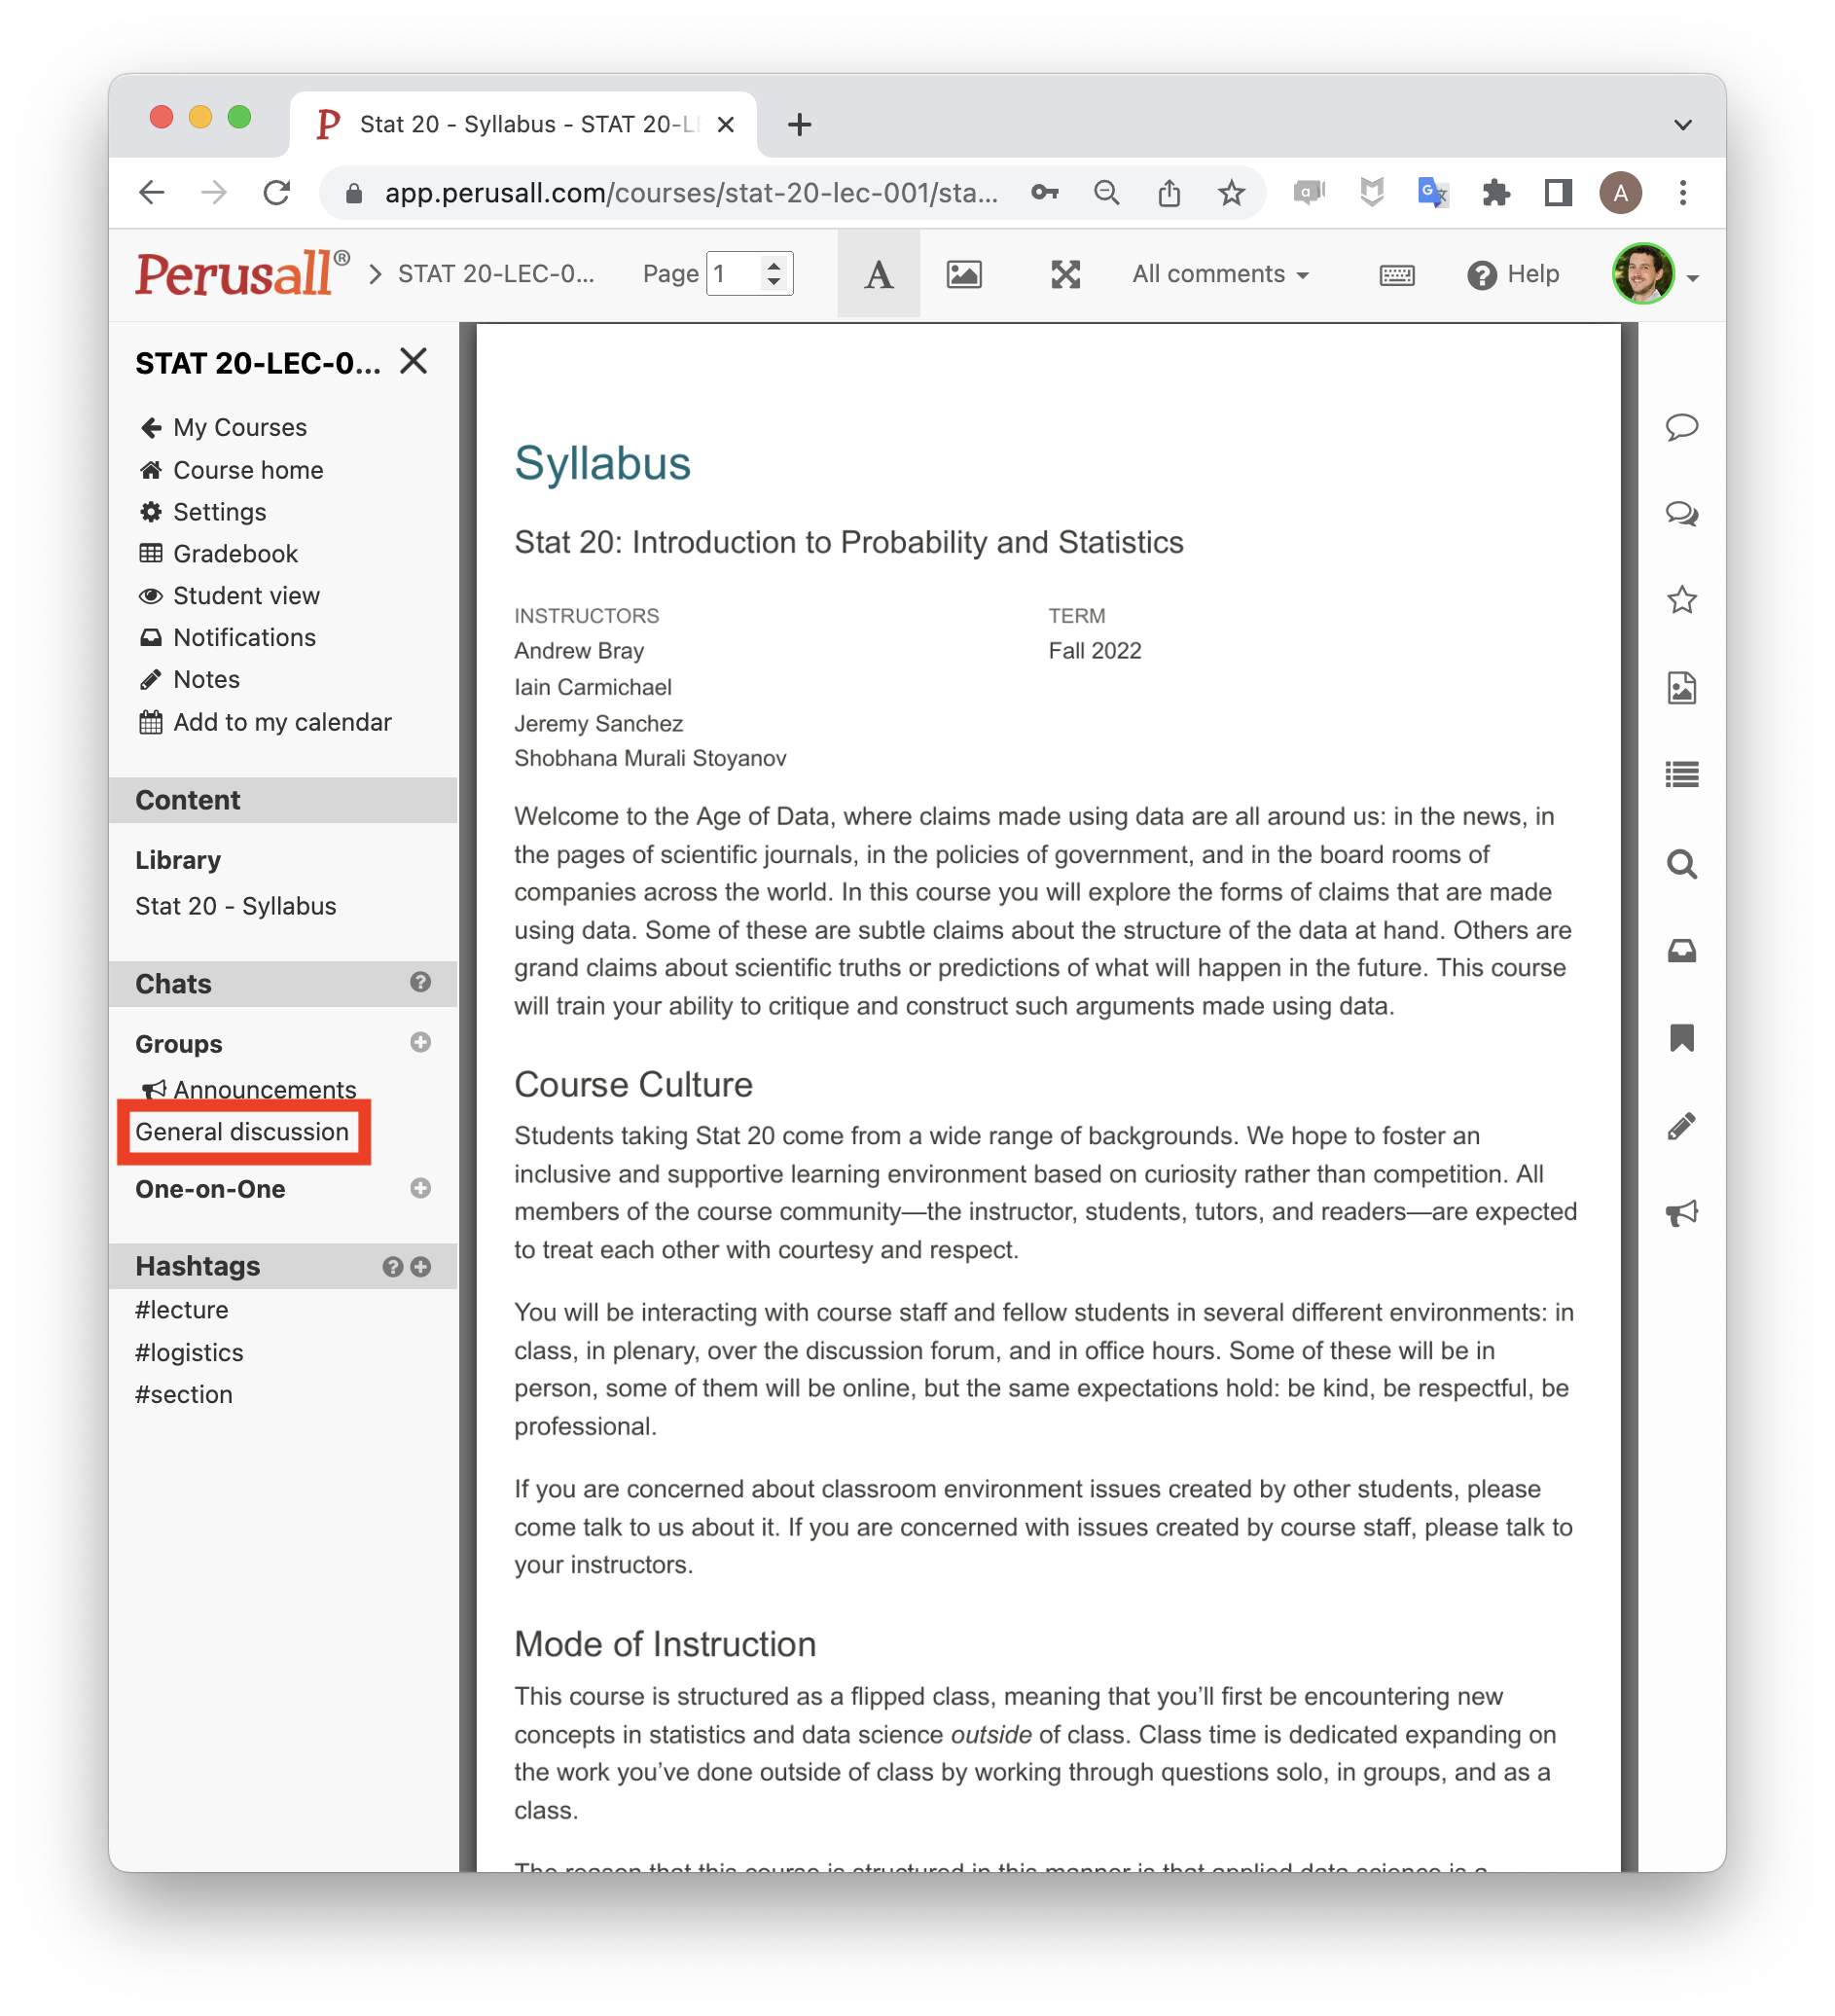 Stat 20 - Syllabus - STAT 20-L
app.perusall.com/courses/stat-20-lec-001/sta...
A
Perusall®
STAT 20-LEC-0...
Page 1
A
All comments
Help
STAT 20-LEC-0...
My Courses
Course home
Settings
Gradebook
Student view
Notifications
Notes
Add to my calendar
Content
Library
Stat 20 - Syllabus
Chats
Groups
Announcements
General discussion
One-on-One
Hashtags
#lecture
#logistics
#section
Syllabus
Stat 20: Introduction to Probability and Statistics
INSTRUCTORS
Andrew Bray
Iain Carmichael
Jeremy Sanchez
Shobhana Murali Stoyanov
TERM
Fall 2022
Welcome to the Age of Data, where claims made using data are all around us: in the news, in
the pages of scientific journals, in the policies of government, and in the board rooms of
companies across the world. In this course you will explore the forms of claims that are made
using data. Some of these are subtle claims about the structure of the data at hand. Others are
grand claims about scientific truths or predictions of what will happen in the future. This course
will train your ability to critique and construct such arguments made using data.
Course Culture
Students taking Stat 20 come from a wide range of backgrounds. We hope to foster an
inclusive and supportive learning environment based on curiosity rather than competition. All
members of the course community—the instructor, students, tutors, and readers—are expected
to treat each other with courtesy and respect.
You will be interacting with course staff and fellow students in several different environments: in
class, in plenary, over the discussion forum, and in office hours. Some of these will be in
person, some of them will be online, but the same expectations hold: be kind, be respectful, be
professional.
If you are concerned about classroom environment issues created by other students, please
come talk to us about it. If you are concerned with issues created by course staff, please talk to
your instructors.
Mode of Instruction
This course is structured as a flipped class, meaning that you’ll first be encountering new
concepts in statistics and data science outside of class. Class time is dedicated expanding on
the work you’ve done outside of class by working through questions solo, in groups, and as a
class.
The reason that this course is structured in this manner is that applied data science is a